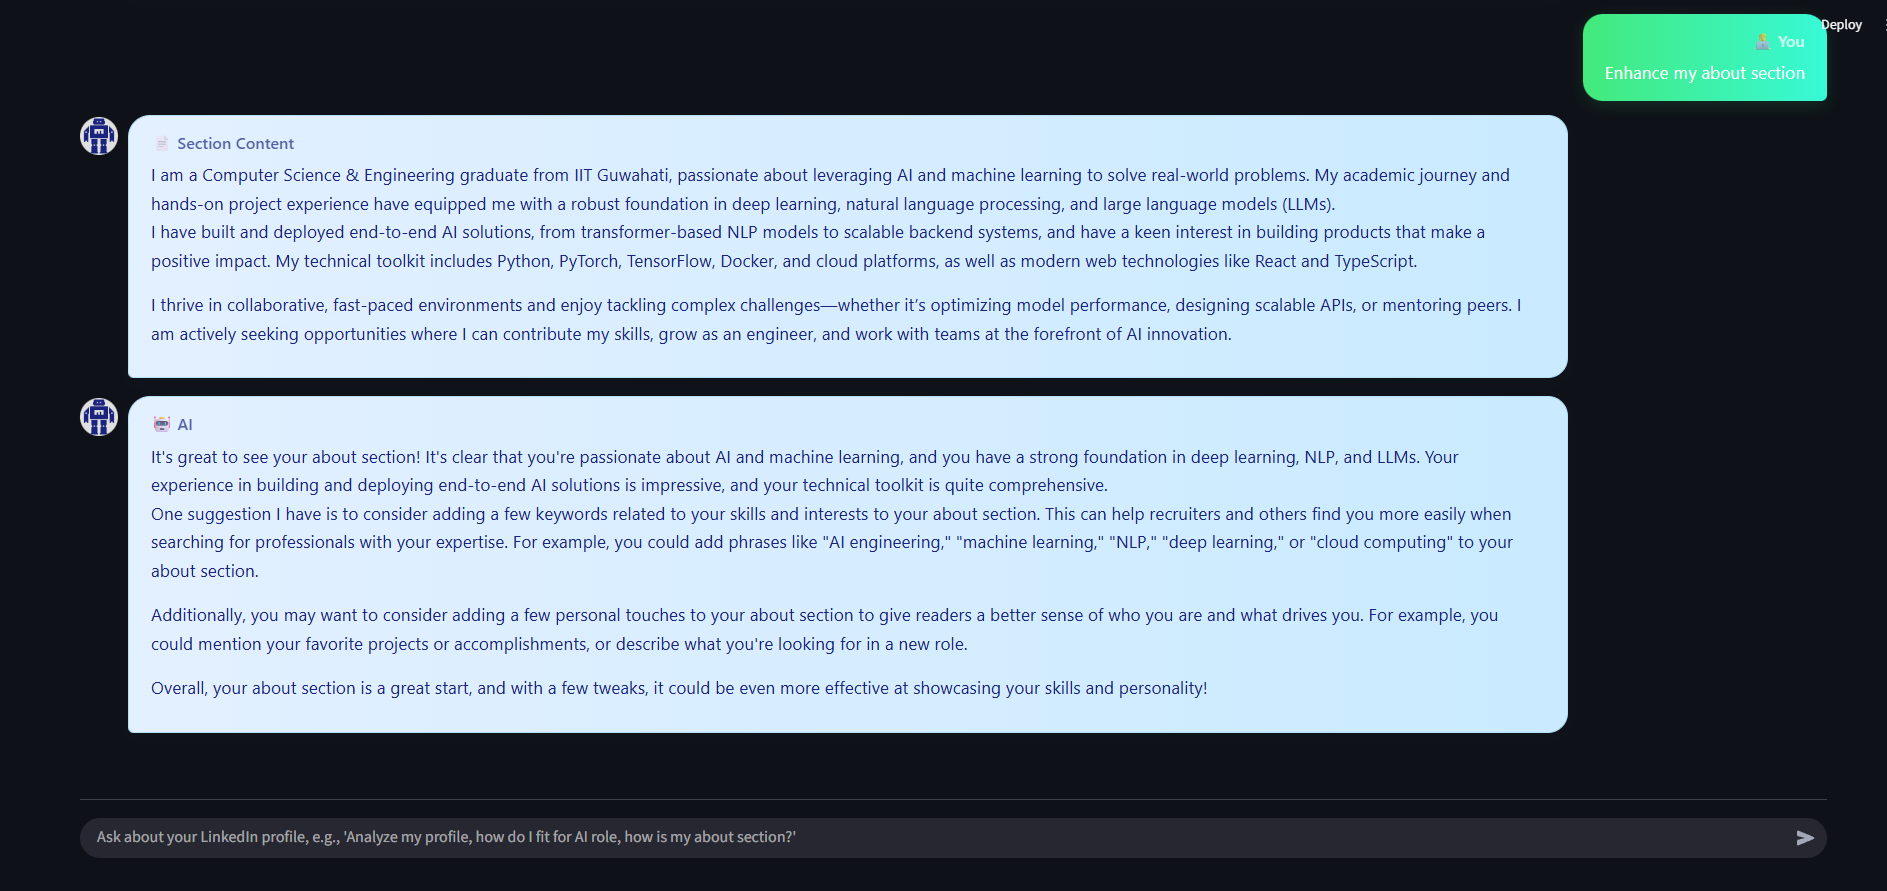 Deploy
You
Enhance my about section
Section Content
I am a Computer Science & Engineering graduate from IIT Guwahati, passionate about leveraging AI and machine learning to solve real-world problems. My academic journey and
hands-on project experience have equipped me with a robust foundation in deep learning, natural language processing, and large language models (LLMs).
I have built and deployed end-to-end AI solutions, from transformer-based NLP models to scalable backend systems, and have a keen interest in building products that make a
positive impact. My technical toolkit includes Python, PyTorch, TensorFlow, Docker, and cloud platforms, as well as modern web technologies like React and TypeScript.
I thrive in collaborative, fast-paced environments and enjoy tackling complex challenges—whether it’s optimizing model performance, designing scalable APIs, or mentoring peers. I
am actively seeking opportunities where I can contribute my skills, grow as an engineer, and work with teams at the forefront of AI innovation.
AI
It's great to see your about section! It's clear that you're passionate about AI and machine learning, and you have a strong foundation in deep learning, NLP, and LLMs. Your
experience in building and deploying end-to-end AI solutions is impressive, and your technical toolkit is quite comprehensive.
One suggestion I have is to consider adding a few keywords related to your skills and interests to your about section. This can help recruiters and others find you more easily when
searching for professionals with your expertise. For example, you could add phrases like "AI engineering," "machine learning," "NLP," "deep learning," or "cloud computing" to your
about section.
Additionally, you may want to consider adding a few personal touches to your about section to give readers a better sense of who you are and what drives you. For example, you
could mention your favorite projects or accomplishments, or describe what you're looking for in a new role.
Overall, your about section is a great start, and with a few tweaks, it could be even more effective at showcasing your skills and personality!
Ask about your LinkedIn profile, e.g., 'Analyze my profile, how do I fit for AI role, how is my about section?'